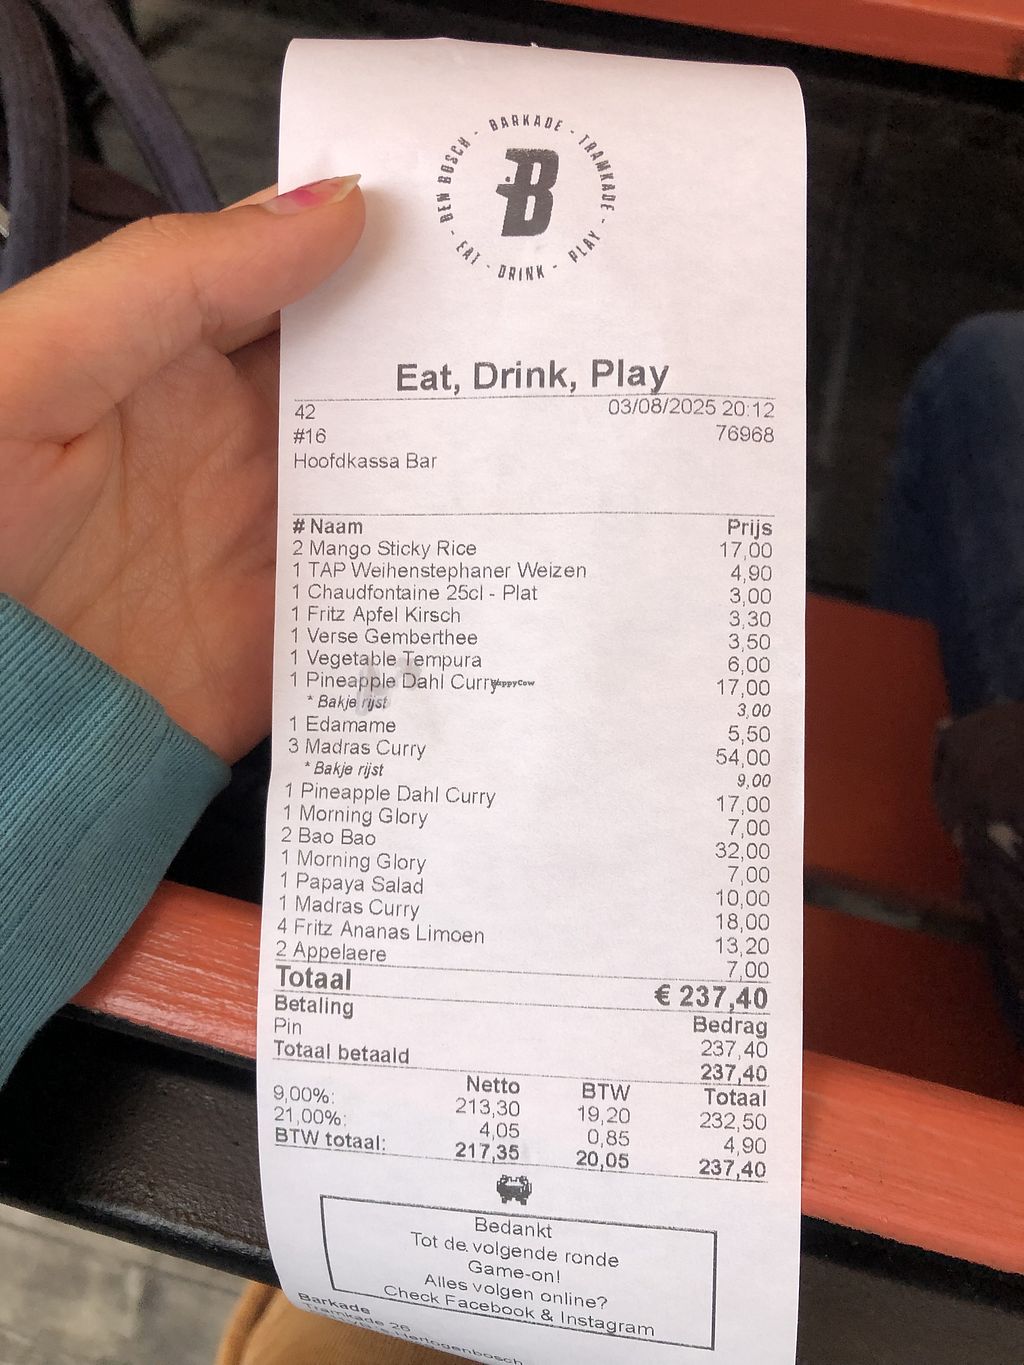 BEN BOSCH - BARKADE - TRAMKADE - EAT - DRINK - PLAY -
B
Eat, Drink, Play
42 03/08/2025 20:12
#16 76968
Hoofdkassa Bar
# Naam Prijs
2 Mango Sticky Rice 17,00
1 TAP Weihenstephaner Weizen 4,90
1 Chaudfontaine 25cl - Plat 3,00
1 Fritz Apfel Kirsch 3,30
1 Verse Gemberthee 3,50
1 Vegetable Tempura 6,00
1 Pineapple Dahl Curry 17,00
HappyCow
* Bakje rijst 3,00
1 Edamame 5,50
3 Madras Curry 54,00
* Bakje rijst 9,00
1 Pineapple Dahl Curry 17,00
1 Morning Glory 7,00
2 Bao Bao 32,00
1 Morning Glory 7,00
1 Papaya Salad 10,00
1 Madras Curry 18,00
4 Fritz Ananas Limoen 13,20
2 Appelaere 7,00
Totaal € 237,40
Betaling Bedrag
Pin 237,40
Totaal betaald 237,40
Netto BTW Totaal
9,00%: 213,30 19,20 232,50
21,00%: 4,05 0,85 4,90
BTW totaal: 217,35 20,05 237,40
Bedankt
Tot de volgende ronde
Game-on!
Alles volgen online?
Check Facebook & Instagram
Barkade
Tramkade 26
Hertogenbosch